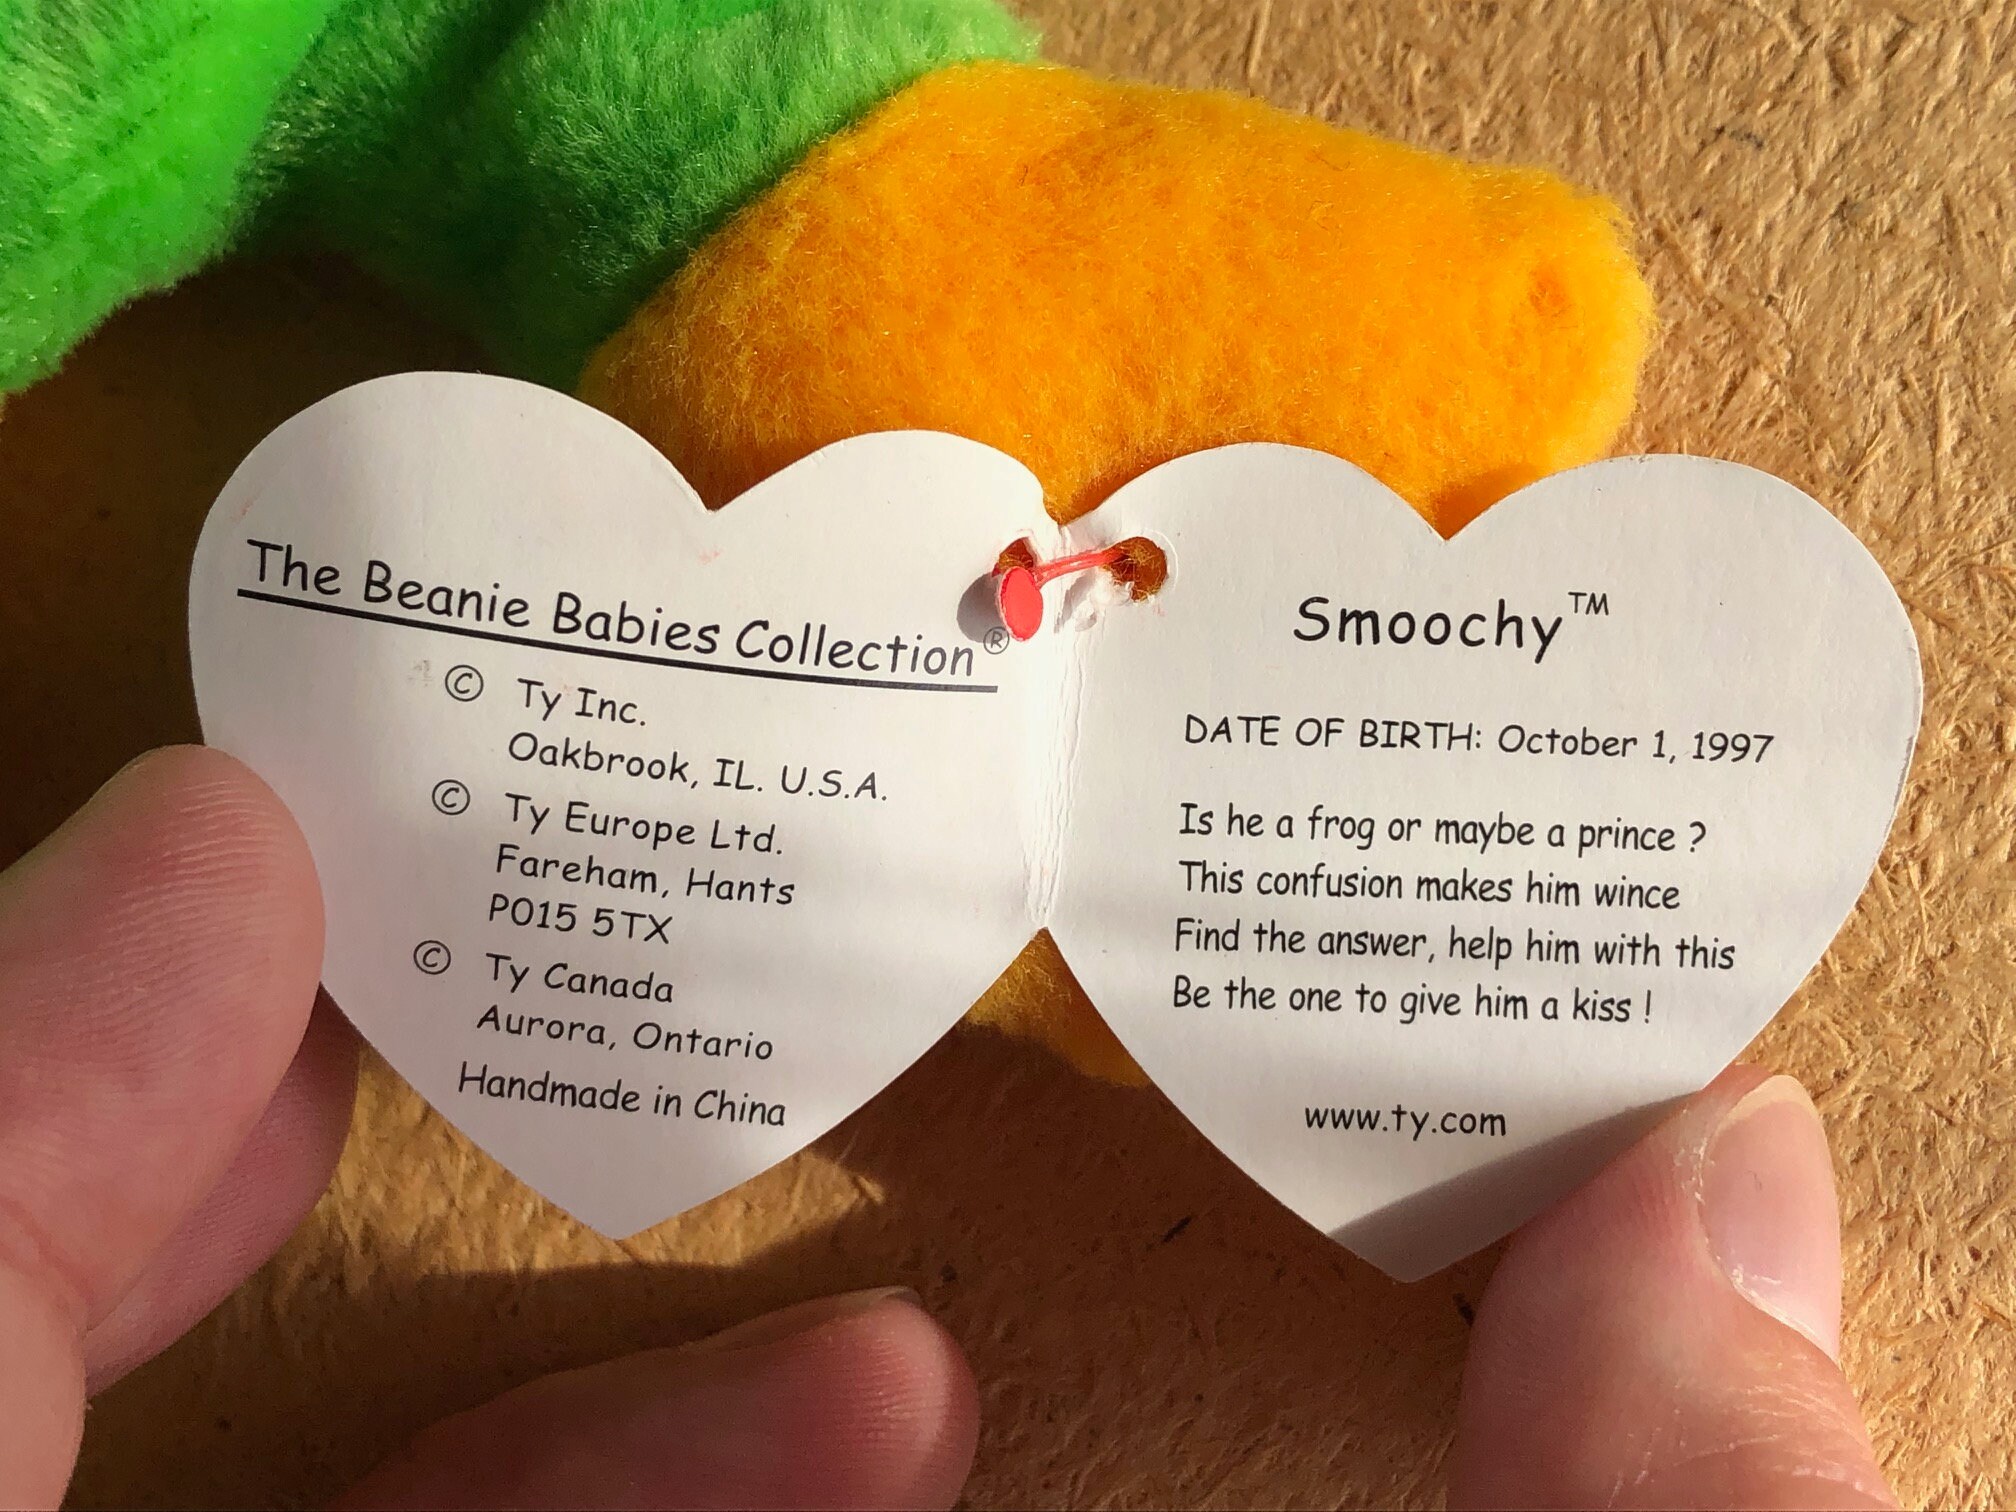 The Beanie Babies Collection®
© Ty Inc.
Oakbrook, IL. U.S.A.
© Ty Europe Ltd.
Fareham, Hants
PO15 5TX
© Ty Canada
Aurora, Ontario
Handmade in China
Smoochy™
DATE OF BIRTH: October 1, 1997
Is he a frog or maybe a prince ?
This confusion makes him wince
Find the answer, help him with this
Be the one to give him a kiss !
www.ty.com